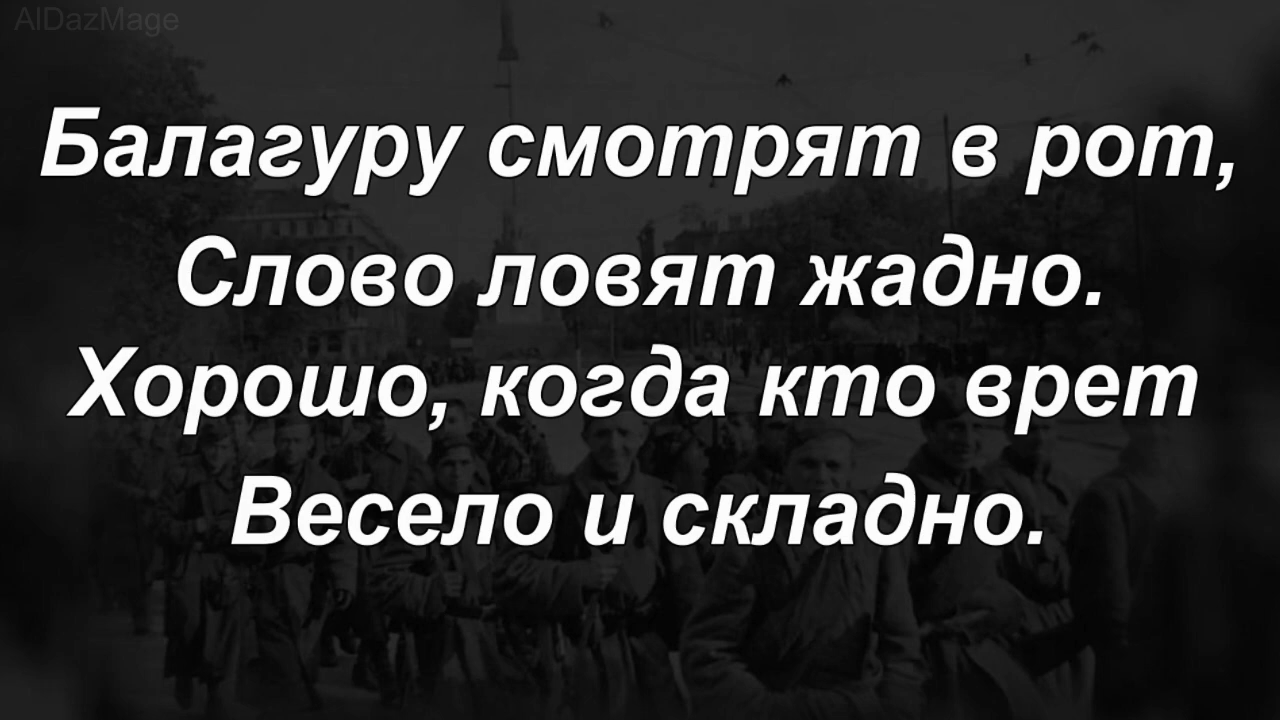 AlDazMage
Балагуру смотрят в рот,
Слово ловят жадно.
Хорошо, когда кто врет
Весело и складно.